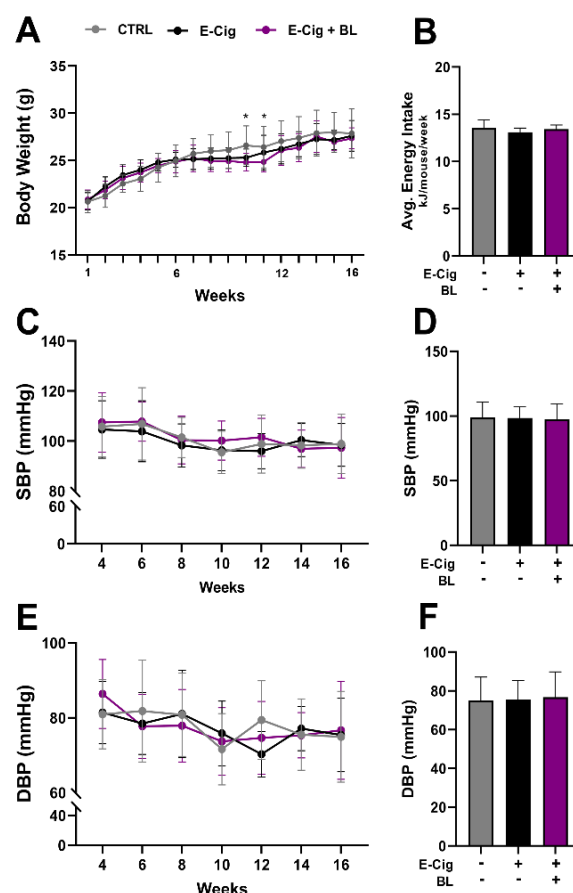 A
CTRL
E-Cig
E-Cig + BL
Body Weight (g)
35
30
25
20
15
* *
1
6
12
16
Weeks
B
Avg. Energy Intake
kJ/mouse/week
20
15
10
5
0
E-Cig - + +
BL - - +
C
SBP (mmHg)
140
120
100
80
60
0
4 6 8 10 12 14 16
Weeks
D
SBP (mmHg)
150
100
50
0
E-Cig - + +
BL - - +
E
DBP (mmHg)
100
80
60
40
0
4 6 8 10 12 14 16
Weeks
F
DBP (mmHg)
80
60
40
20
0
E-Cig - + +
BL - - +